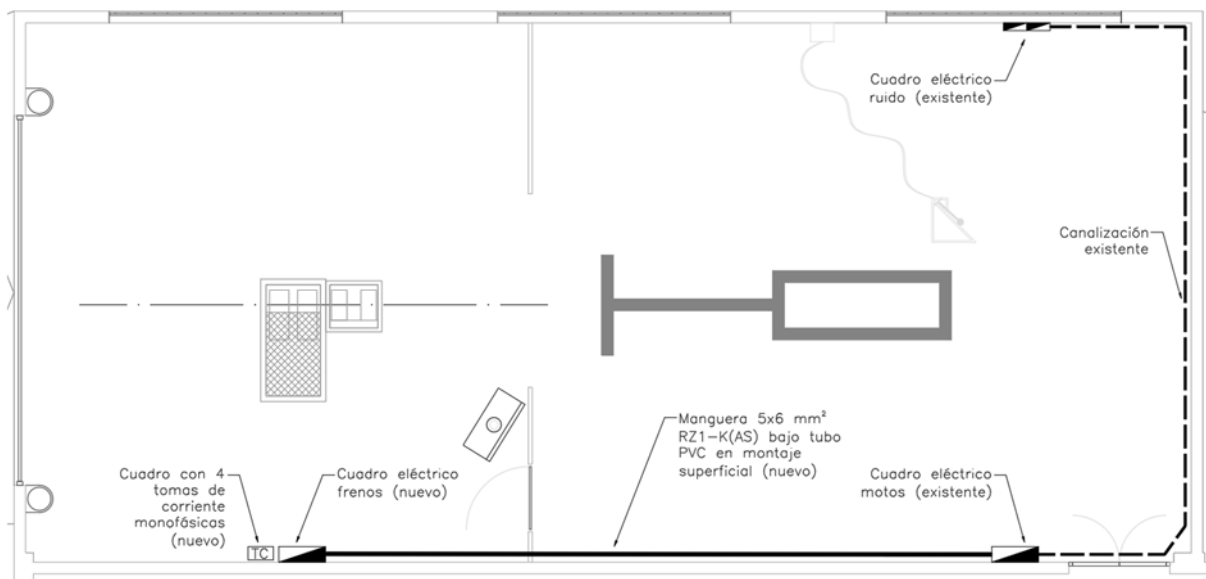 Cuadro eléctrico
ruido (existente)
Canalización
existente
Manguera 5x6 mm²
RZ1-K(AS) bajo tubo
PVC en montaje
superficial (nuevo)
Cuadro con 4
tomas de
corriente
monofásicas
(nuevo)
Cuadro eléctrico
frenos (nuevo)
Cuadro eléctrico
motos (existente)
TC